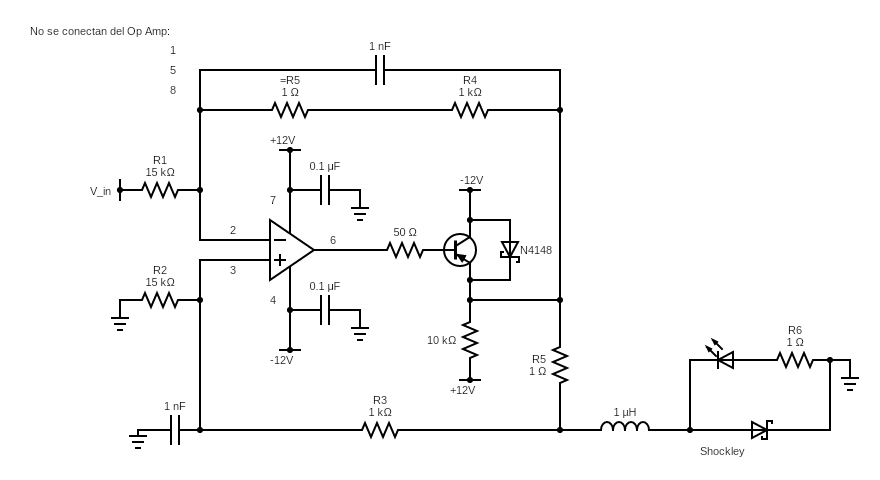 No se conectan del Op Amp:
1
5
8
1 nF
=R5
1 Ω
R4
1 kΩ
+12V
0.1 μF
R1
15 kΩ
V_in
7
-12V
2
6
50 Ω
N4148
3
R2
15 kΩ
4
0.1 μF
-12V
10 kΩ
+12V
R5
1 Ω
R6
1 Ω
1 nF
R3
1 kΩ
1 μH
Shockley